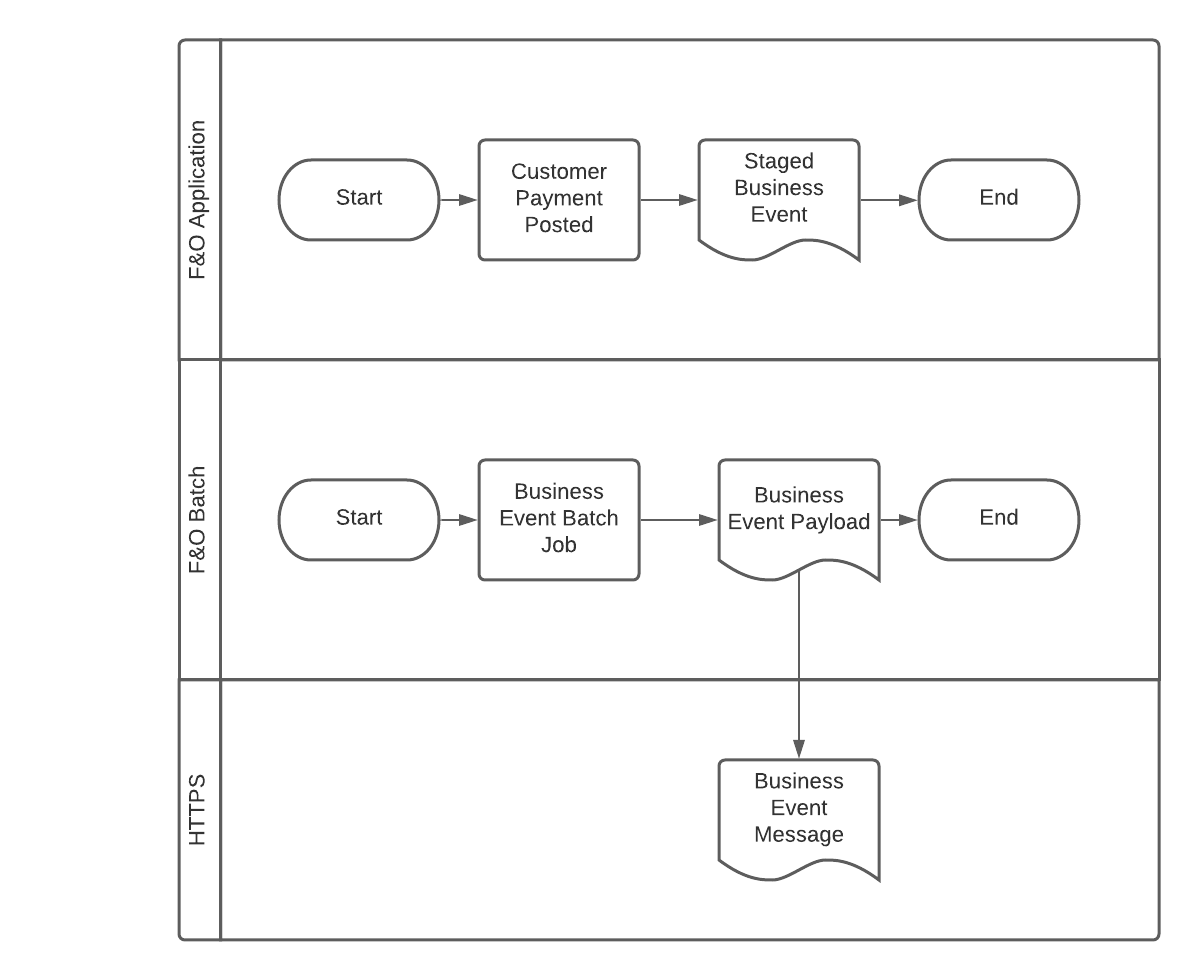 F&O Application
Start
Customer
Payment
Posted
Staged
Business
Event
End
F&O Batch
Start
Business
Event Batch
Job
Business
Event Payload
End
HTTPS
Business
Event
Message